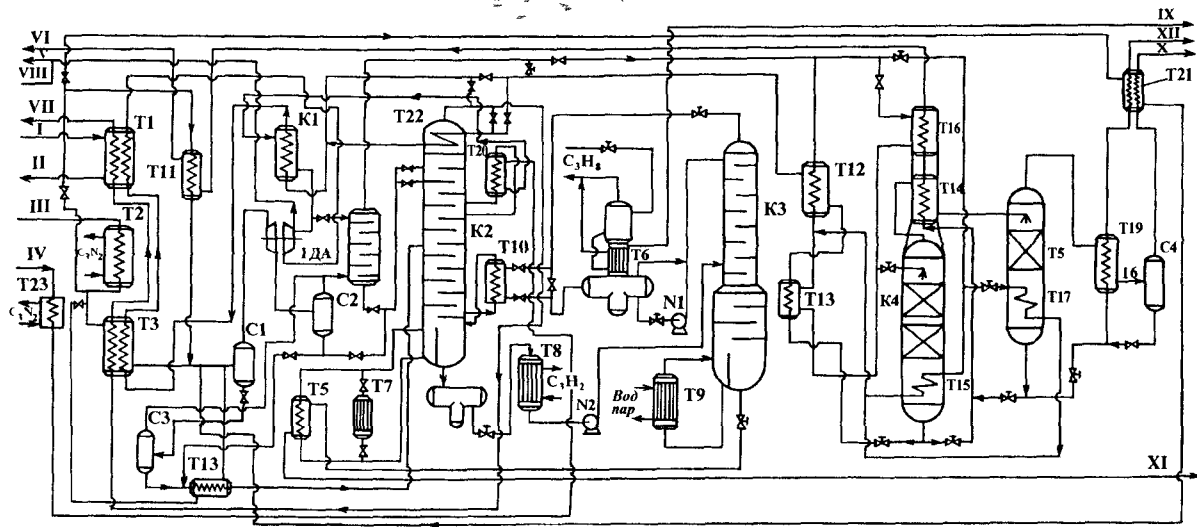 IX
VI
XII
V
X
VIII
T21
VII
T1
K1
T22
I
T16
T20
C₃H₈
T12
T11
II
T14
T2
K3
III
K2
T6
T5
T19
C4
C₃N₂
1ДА
IV
T10
T23
C2
16
N1
T13
K4
T17
T3
C1
T8
C₃H₂
T5
T7
T15
N2
Вод
пар
T9
C3
T13
XI